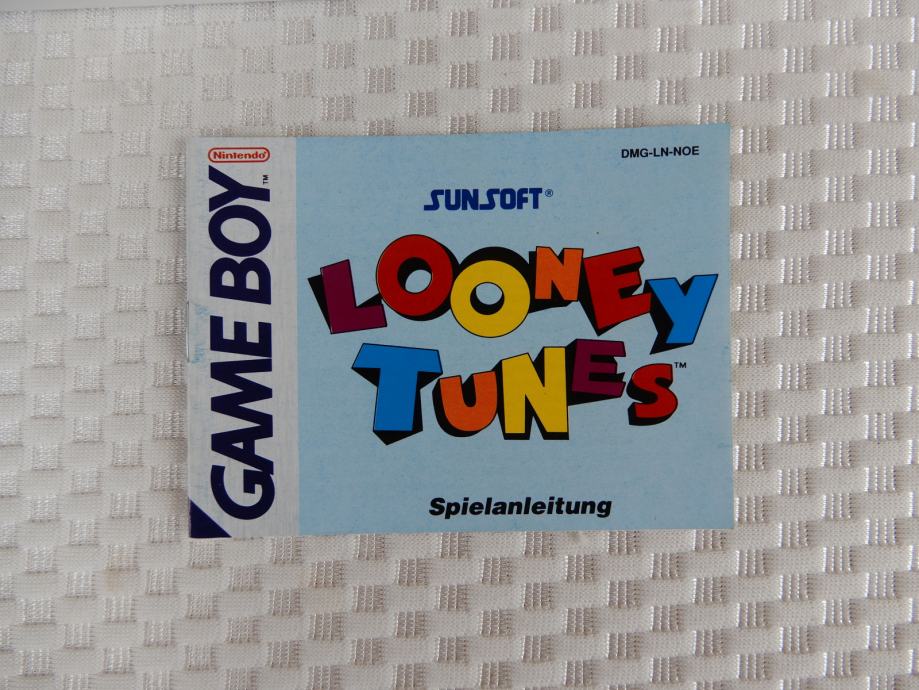 Nintendo
GAME BOY™
DMG-LN-NOE
SUNSOFT®
LOONEY
TUNES™
Spielanleitung